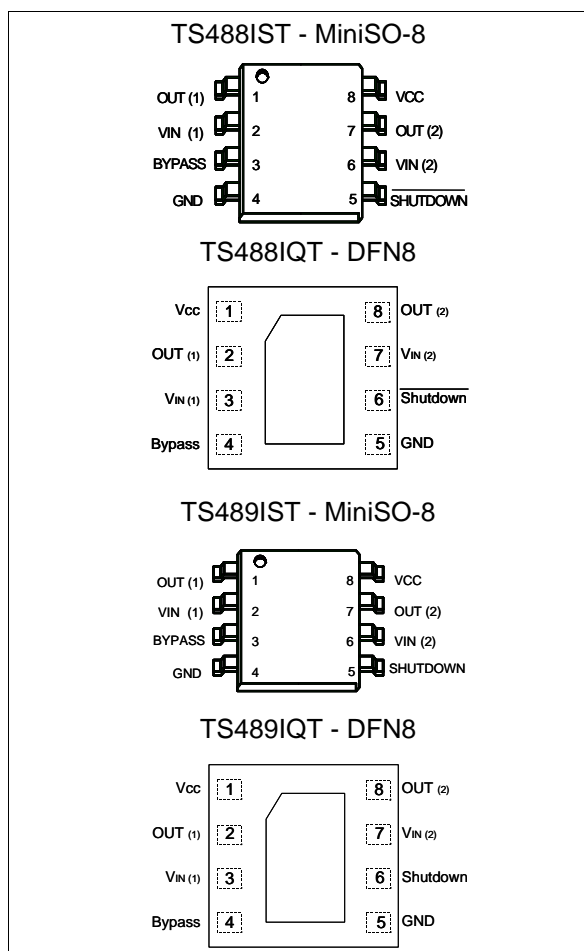 TS488IST - MiniSO-8
OUT (1) 1 8 VCC
VIN (1) 2 7 OUT (2)
BYPASS 3 6 VIN (2)
GND 4 5 SHUTDOWN
TS488IQT - DFN8
Vcc 1 8 OUT (2)
OUT (1) 2 7 VIN (2)
VIN (1) 3 6 Shutdown
Bypass 4 5 GND
TS489IST - MiniSO-8
OUT (1) 1 8 VCC
VIN (1) 2 7 OUT (2)
BYPASS 3 6 VIN (2)
GND 4 5 SHUTDOWN
TS489IQT - DFN8
Vcc 1 8 OUT (2)
OUT (1) 2 7 VIN (2)
VIN (1) 3 6 Shutdown
Bypass 4 5 GND